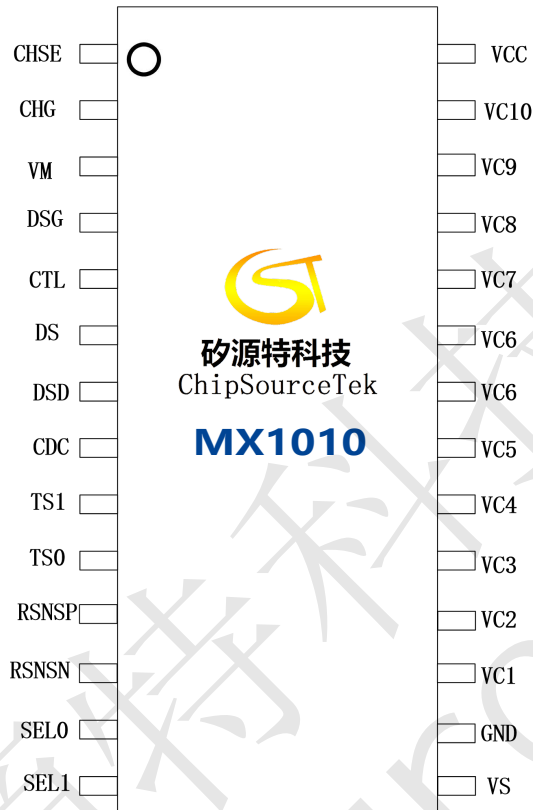 CHSE
CHG
VM
DSG
CTL
DS
DSD
CDC
TS1
TS0
RSNSP
RSNSN
SEL0
SEL1
矽源特科技
ChipSourceTek
MX1010
VCC
VC10
VC9
VC8
VC7
VC6
VC6
VC5
VC4
VC3
VC2
VC1
GND
VS